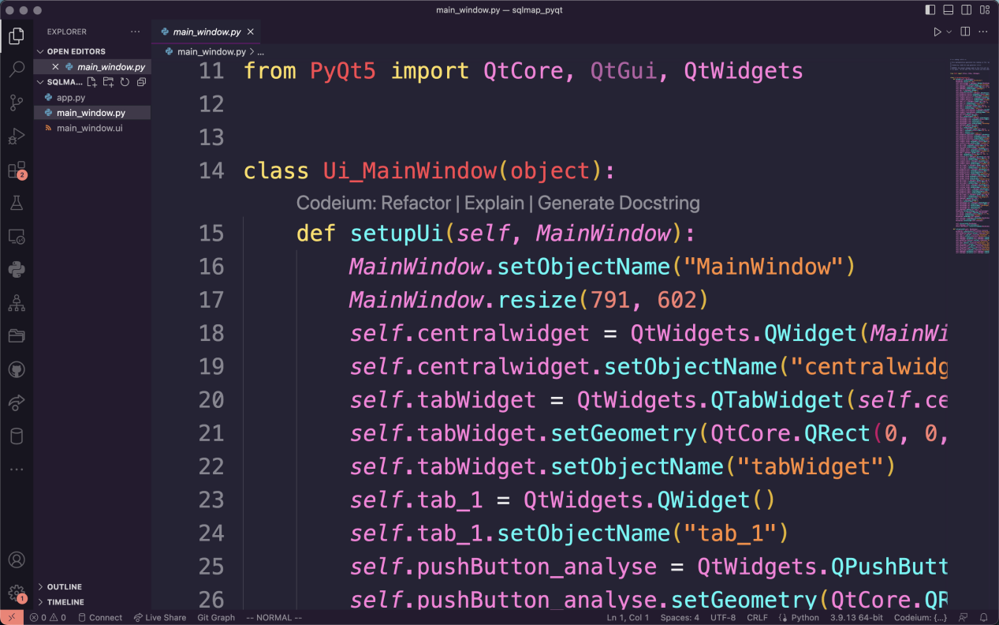 main_window.py — sqlmap_pyqt
EXPLORER
main_window.py
OPEN EDITORS
main_window.py > ...
main_window.py
SQLMA...
app.py
main_window.py
main_window.ui
11 from PyQt5 import QtCore, QtGui, QtWidgets
12
13
14 class Ui_MainWindow(object):
Codeium: Refactor | Explain | Generate Docstring
15 def setupUi(self, MainWindow):
16 MainWindow.setObjectName("MainWindow")
17 MainWindow.resize(791, 602)
18 self.centralwidget = QtWidgets.QWidget(MainWi
19 self.centralwidget.setObjectName("centralwidg
20 self.tabWidget = QtWidgets.QTabWidget(self.ce
21 self.tabWidget.setGeometry(QtCore.QRect(0, 0,
22 self.tabWidget.setObjectName("tabWidget")
23 self.tab_1 = QtWidgets.QWidget()
24 self.tab_1.setObjectName("tab_1")
25 self.pushButton_analyse = QtWidgets.QPushButt
26 self.pushButton_analyse.setGeometry(QtCore.QR
2
1
OUTLINE
TIMELINE
0 0 Connect Live Share Git Graph -- NORMAL -- Ln 1, Col 1 Spaces: 4 UTF-8 CRLF Python 3.9.13 64-bit Codeium: {...}